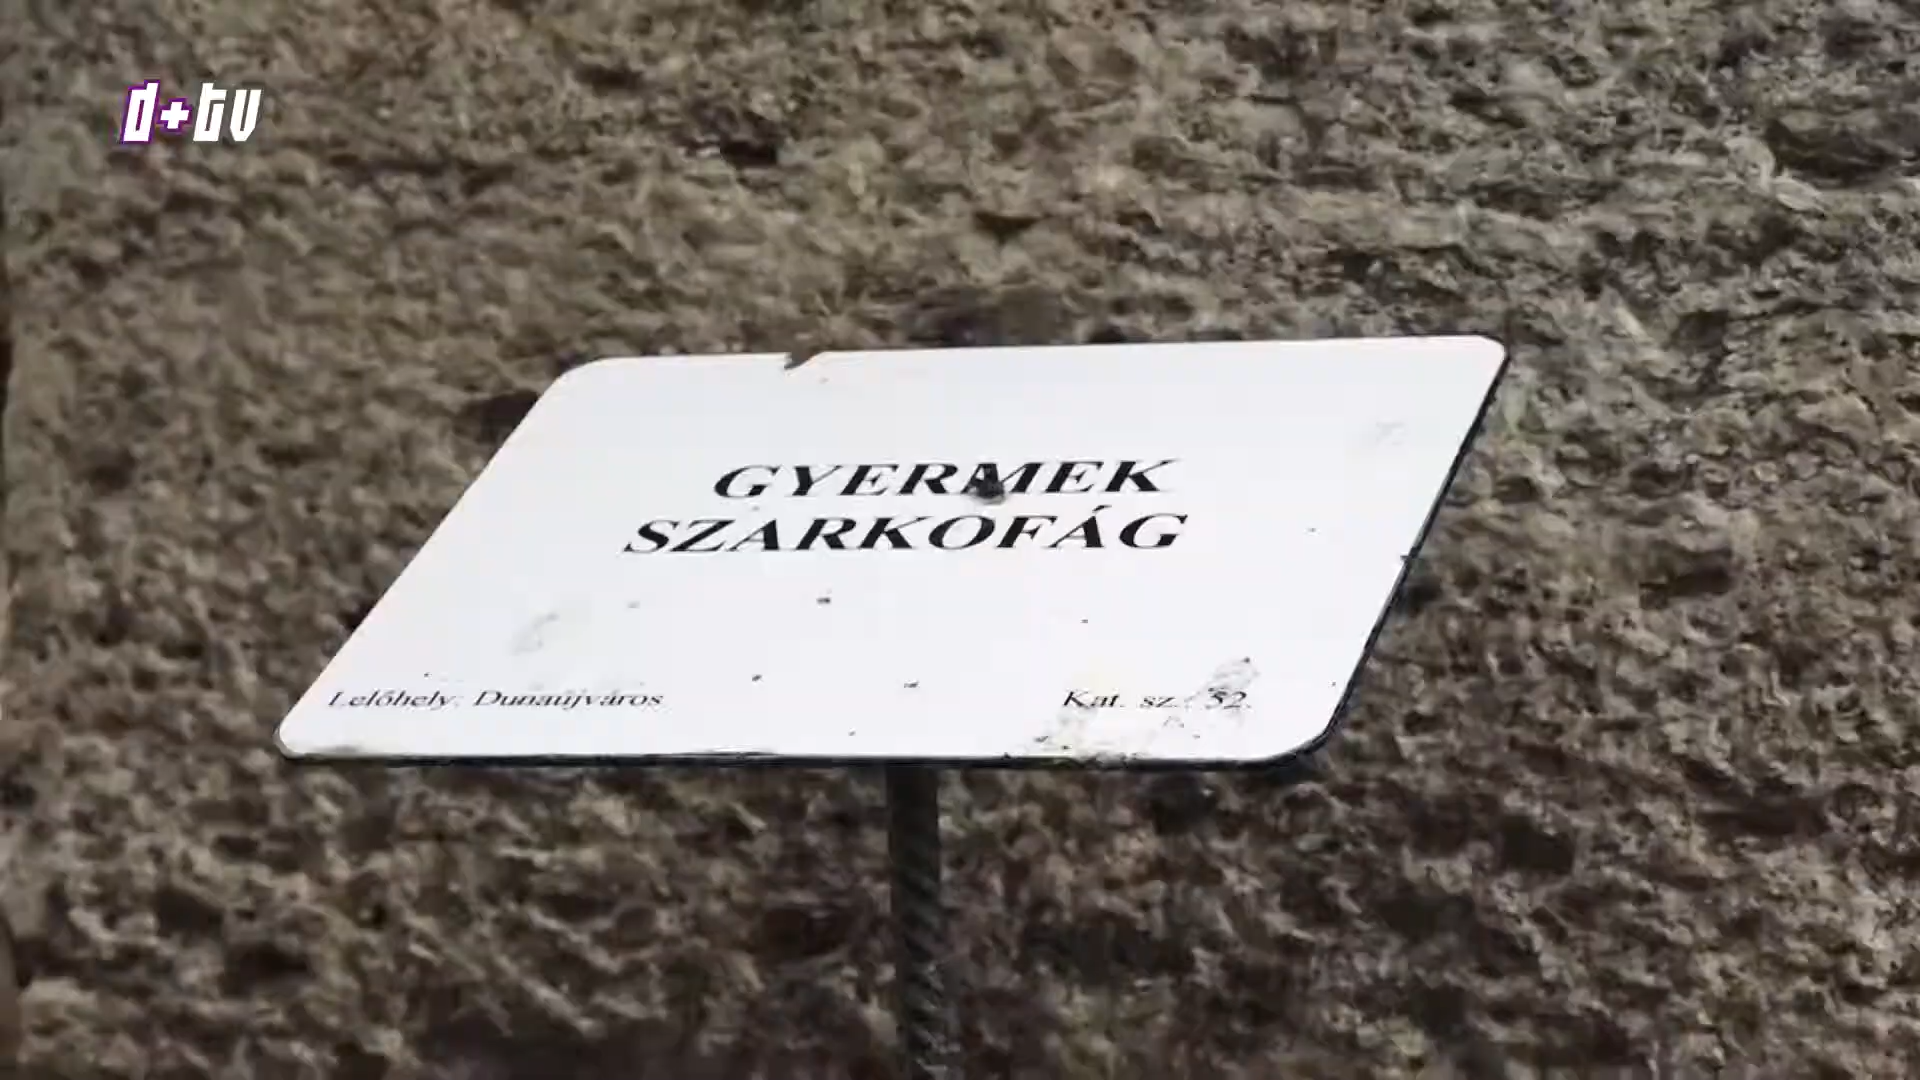 D+tv
GYERMEK
SZARKOFÁG
Lelőhely: Dunaújváros
Kat. sz.: 52.